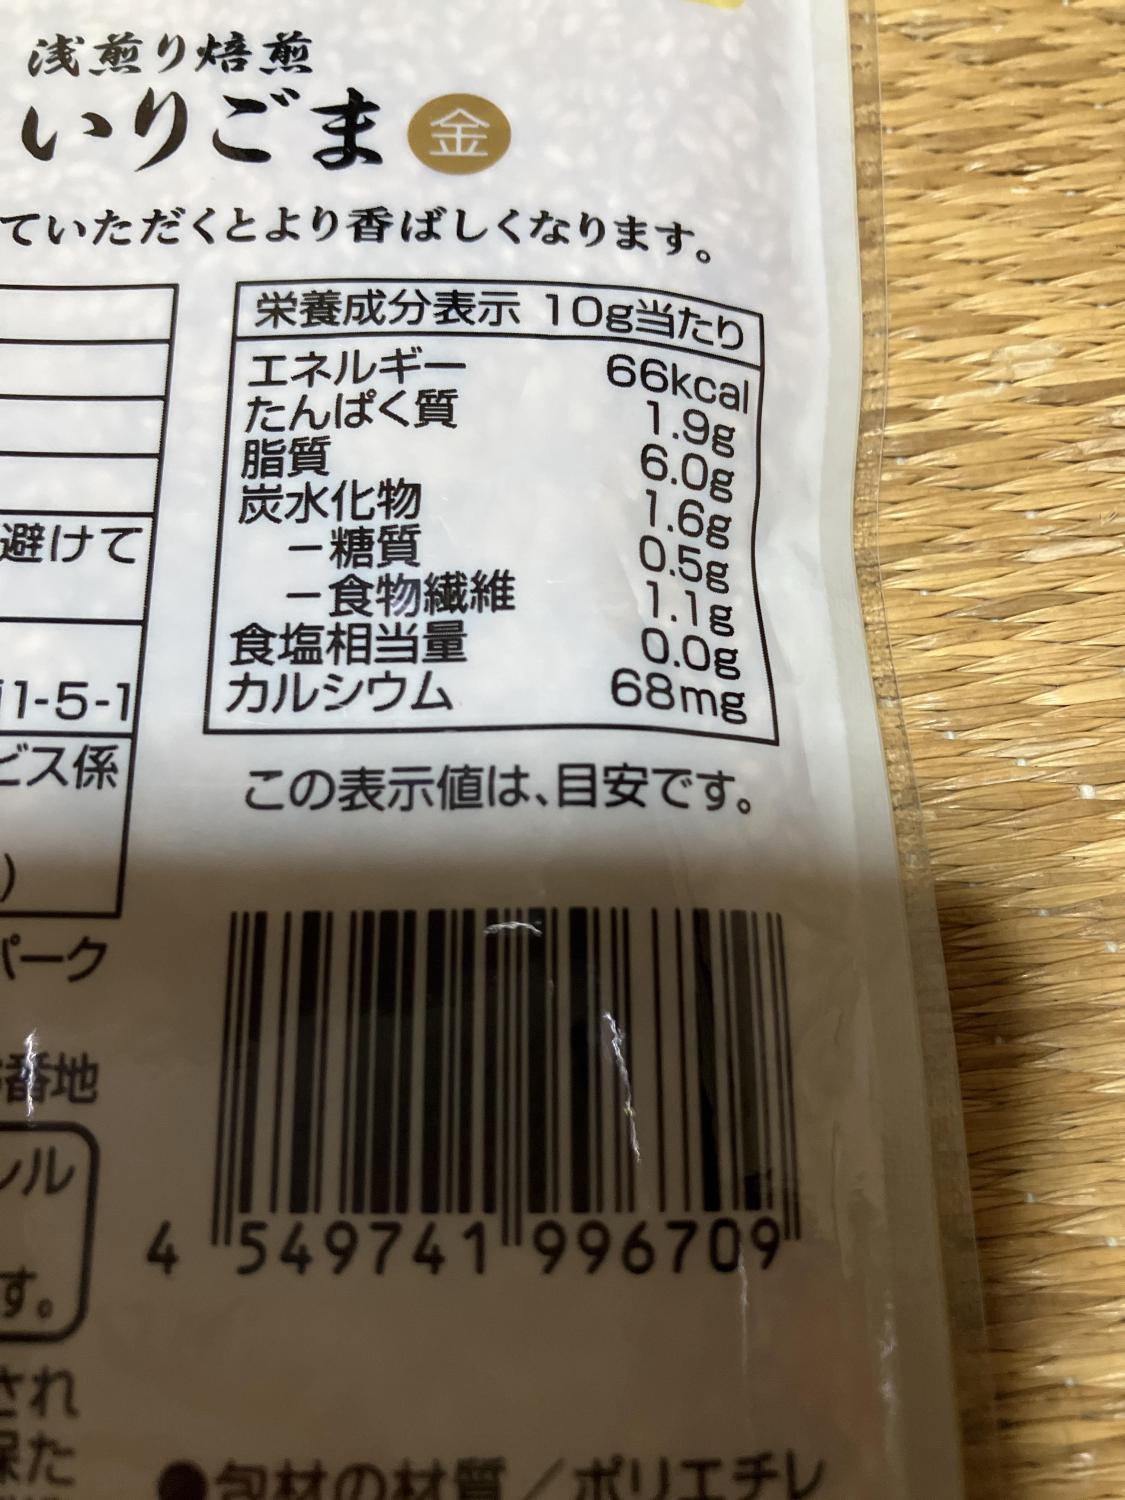 浅煎り焙煎
いりごま 金
ていただくとより香ばしくなります。
栄養成分表示 10g当たり
エネルギー 66kcal
たんぱく質 1.9g
脂質 6.0g
炭水化物 1.6g
－糖質 0.5g
－食物繊維 1.1g
食塩相当量 0.0g
カルシウム 68mg
この表示値は、目安です。
避けて
1-5-1
ビス係
)
パーク
番地
ル
す。
され
保た
4 549741 996709
●包材の材質／ポリエチレ